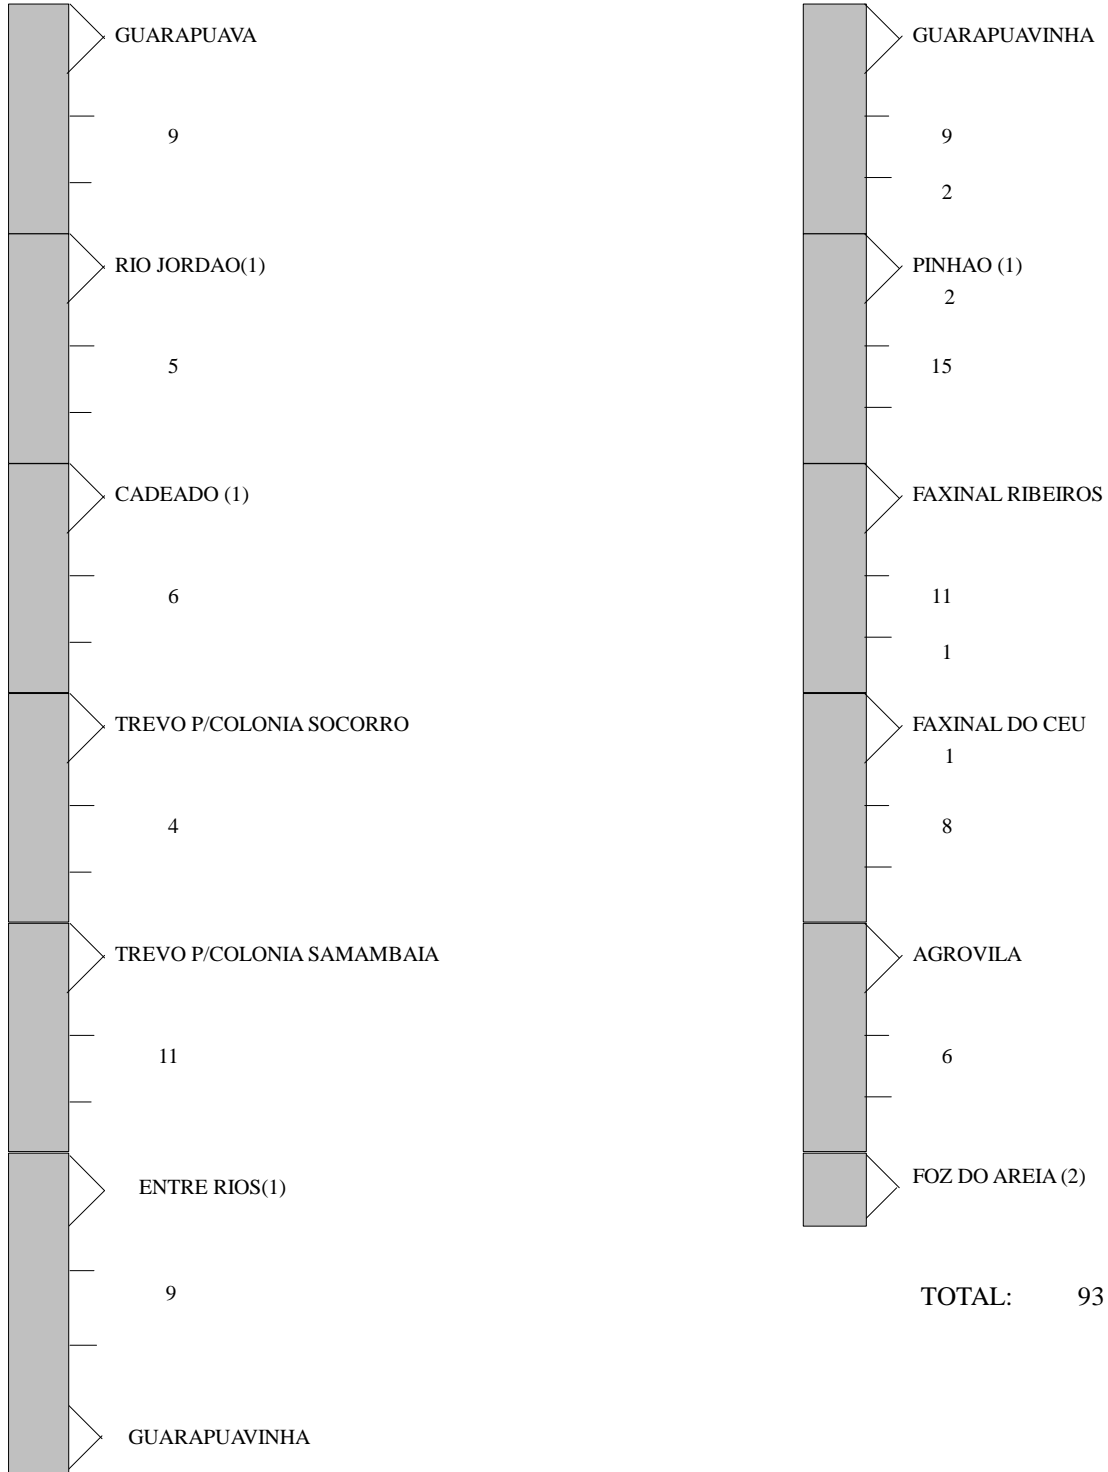 GUARAPUAVA
9
RIO JORDAO(1)
5
CADEADO (1)
6
TREVO P/COLONIA SOCORRO
4
TREVO P/COLONIA SAMAMBAIA
11
ENTRE RIOS(1)
9
GUARAPUAVINHA
GUARAPUAVINHA
9
2
PINHAO (1)
2
15
FAXINAL RIBEIROS
11
1
FAXINAL DO CEU
1
8
AGROVILA
6
FOZ DO AREIA (2)
TOTAL: 93